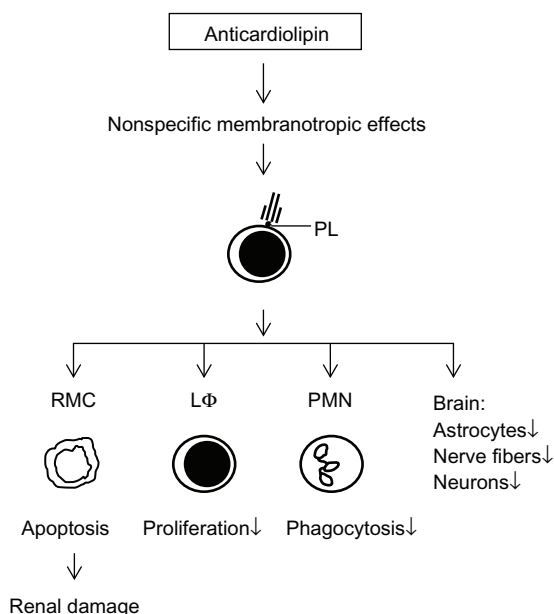 Anticardiolipin
Nonspecific membranotropic effects
PL
RMC
LΦ
PMN
Brain:
Astrocytes↓
Nerve fibers↓
Neurons↓
Apoptosis
Proliferation↓
Phagocytosis↓
Renal damage